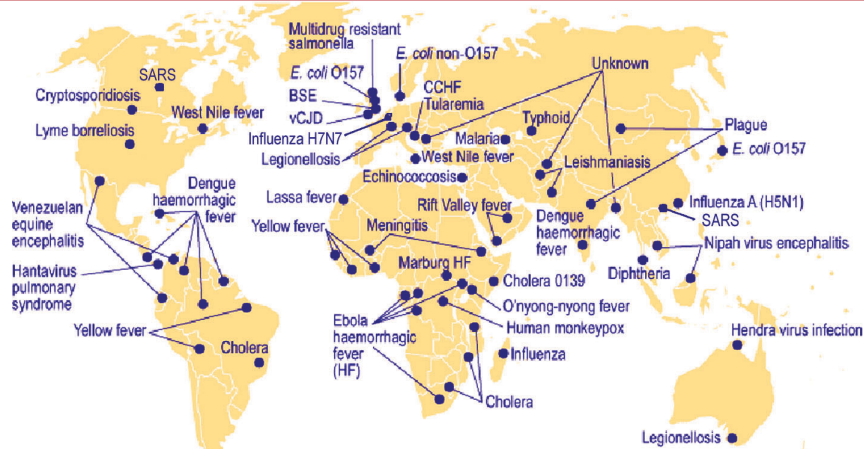 Multidrug resistant
salmonella
E. coli non-O157
SARS
E. coli O157
CCHF
Tularemia
Unknown
Cryptosporidiosis
BSE
Typhoid
West Nile fever
vCJD
Plague
Lyme borreliosis
Influenza H7N7
Malaria
E. coli O157
Legionellosis
West Nile fever
Leishmaniasis
Echinococcosis
Dengue
haemorrhagic
fever
Lassa fever
Rift Valley fever
Influenza A (H5N1)
Venezuelan
equine
encephalitis
Yellow fever
Meningitis
Dengue
haemorrhagic
fever
SARS
Nipah virus encephalitis
Hantavirus
pulmonary
syndrome
Marburg HF
Cholera 0139
Diphtheria
O'nyong-nyong fever
Yellow fever
Ebola
haemorrhagic
fever
(HF)
Human monkeypox
Hendra virus infection
Cholera
Influenza
Cholera
Legionellosis